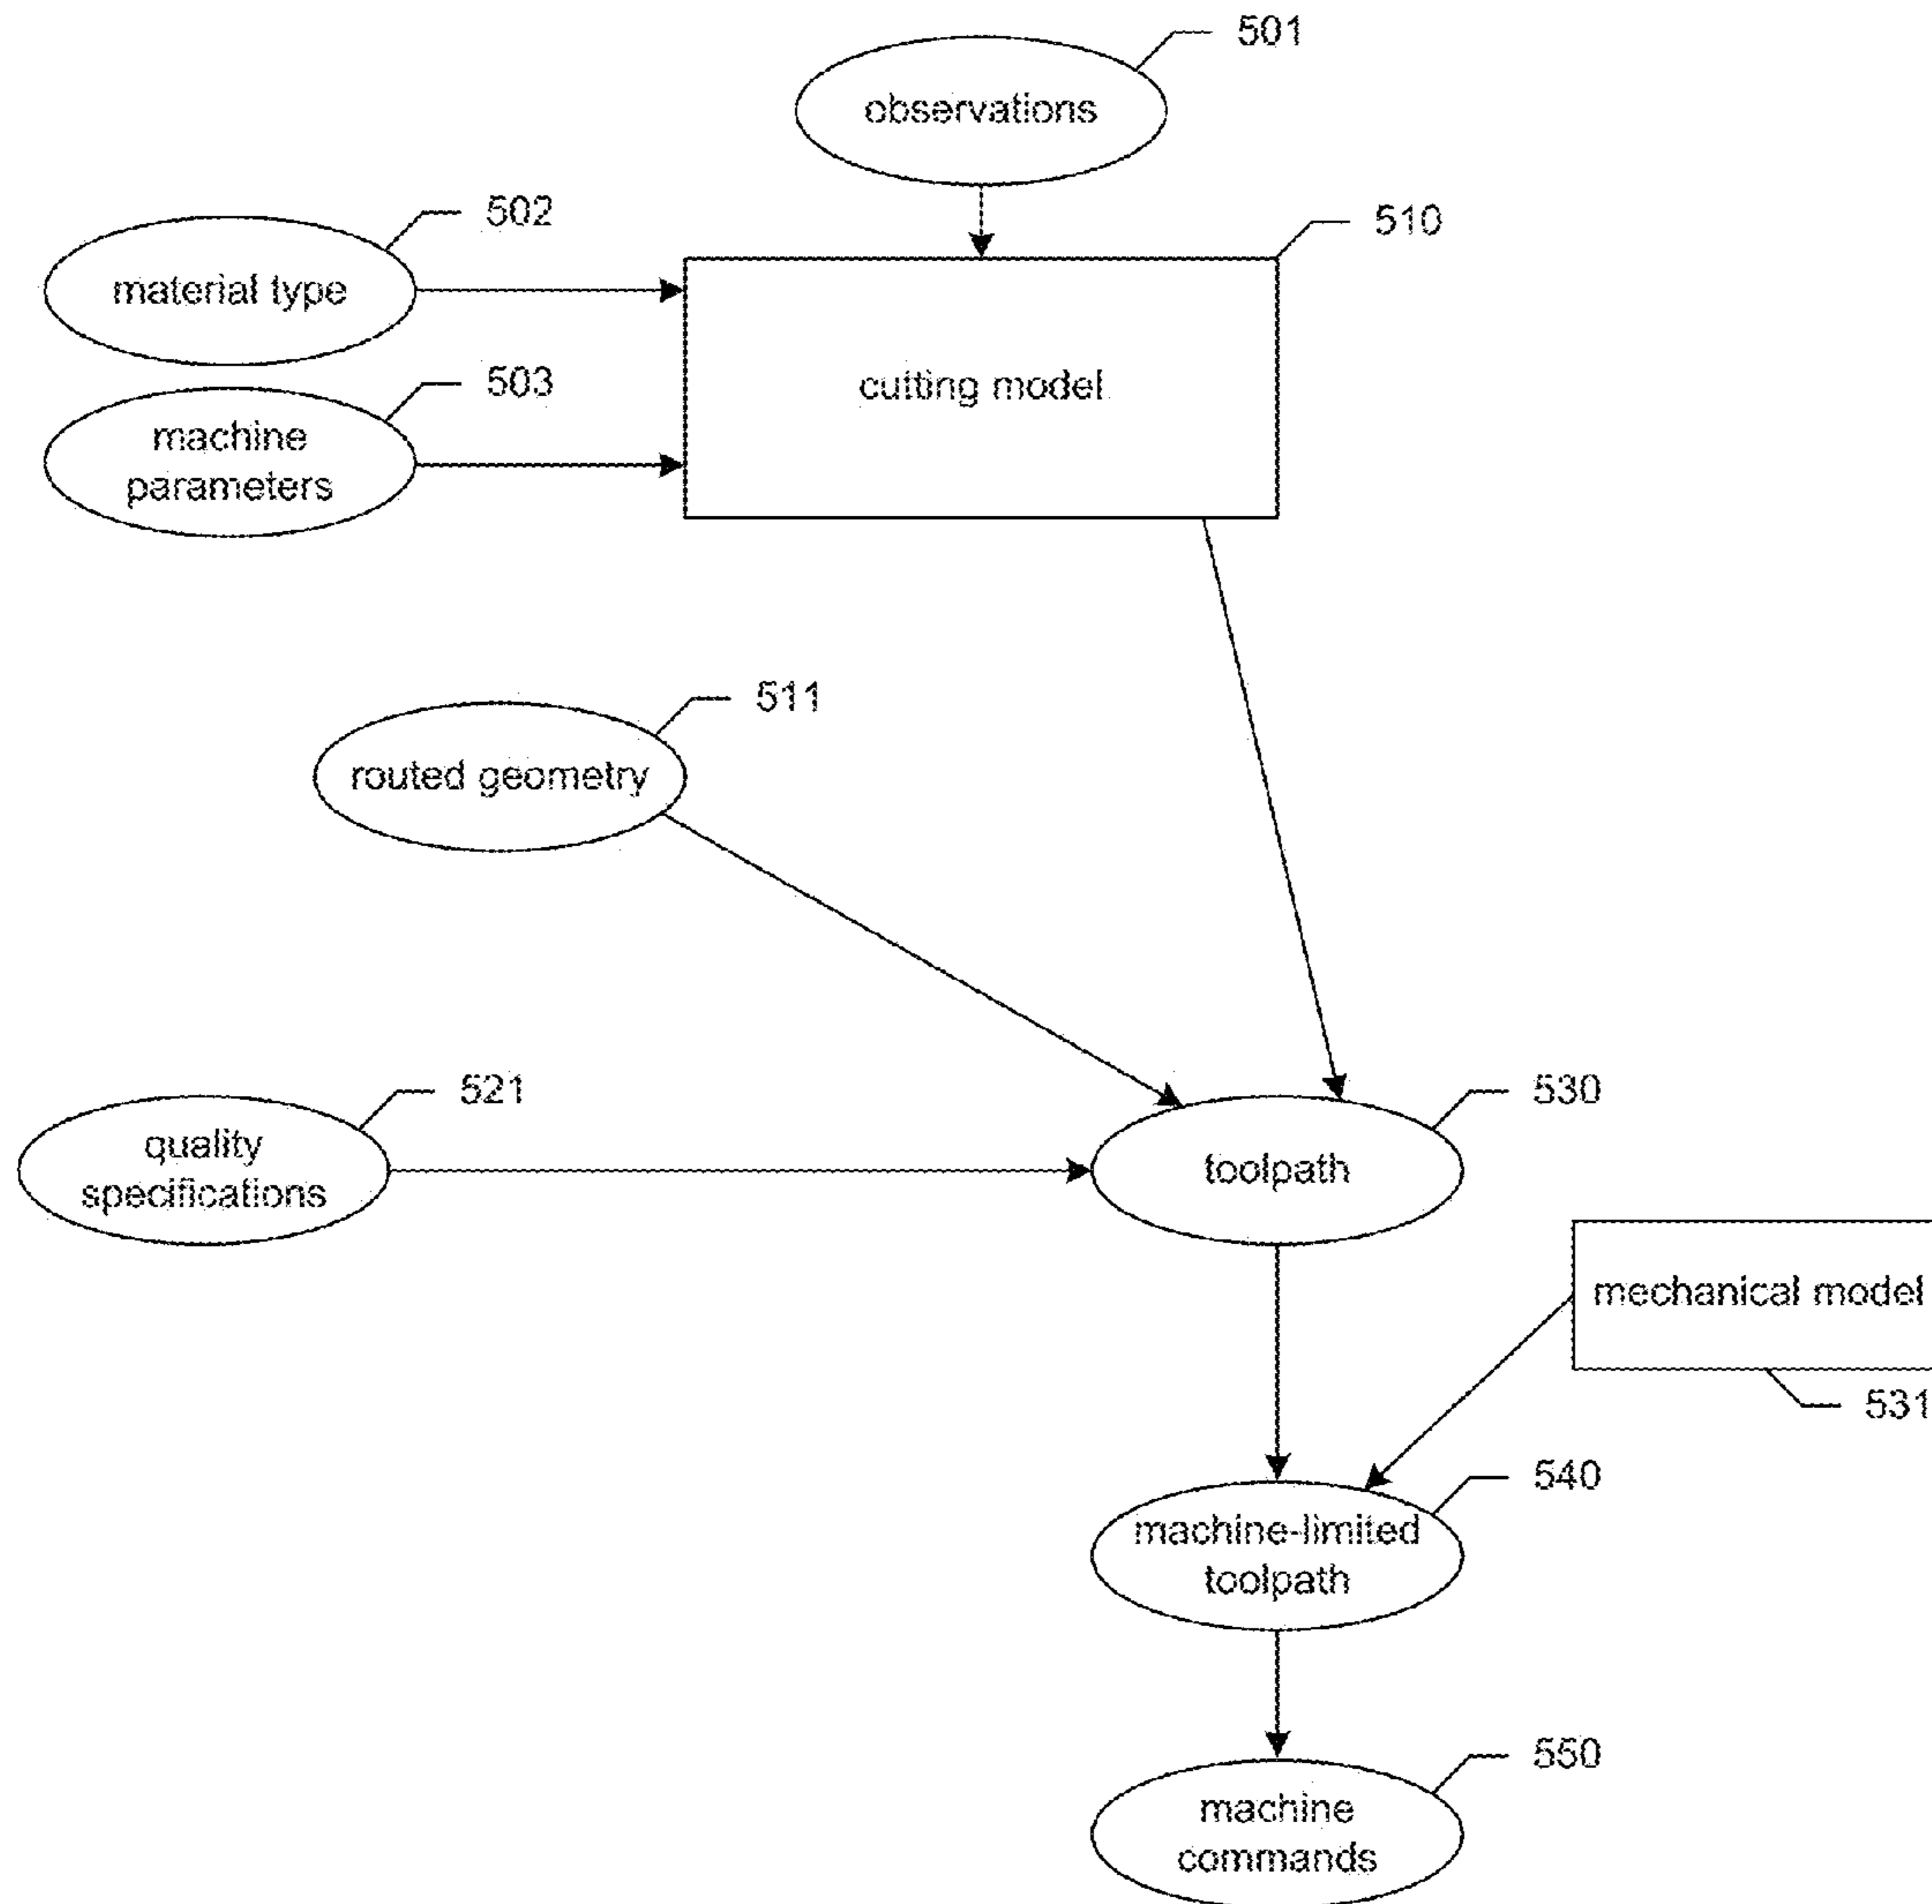 501
observations
502
material type
510
503
machine
parameters
cutting model
511
routed geometry
521
quality
specifications
530
toolpath
mechanical model
531
540
machine-limited
toolpath
550
machine
commands